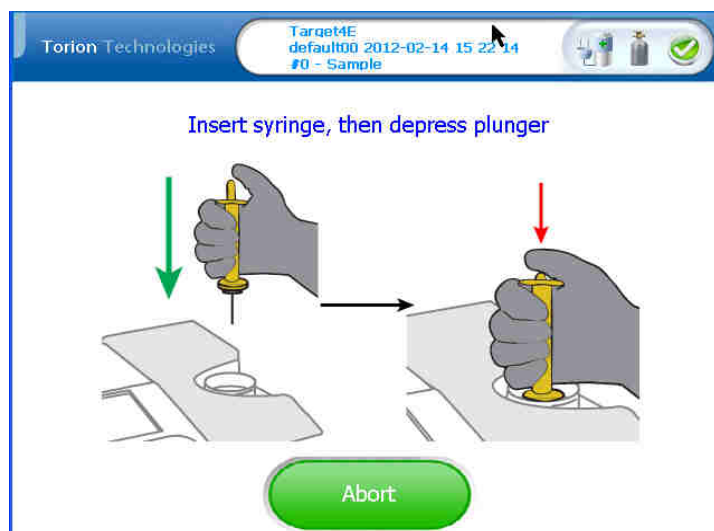 Torion Technologies
Target4E
default00 2012-02-14 15 22 14
#0 - Sample
Insert syringe, then depress plunger
Abort